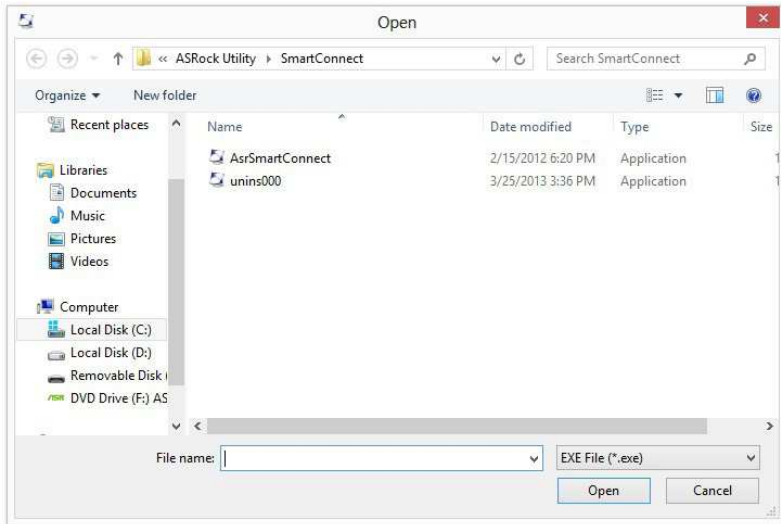 Open
« ASRock Utility ▸ SmartConnect
Search SmartConnect
Organize ▾ New folder
Recent places
Libraries
Documents
Music
Pictures
Videos
Computer
Local Disk (C:)
Local Disk (D:)
Removable Disk (
DVD Drive (F:) AS
Name Date modified Type Size
AsrSmartConnect 2/15/2012 6:20 PM Application 1
unins000 3/25/2013 3:36 PM Application 1
File name: EXE File (*.exe)
Open Cancel